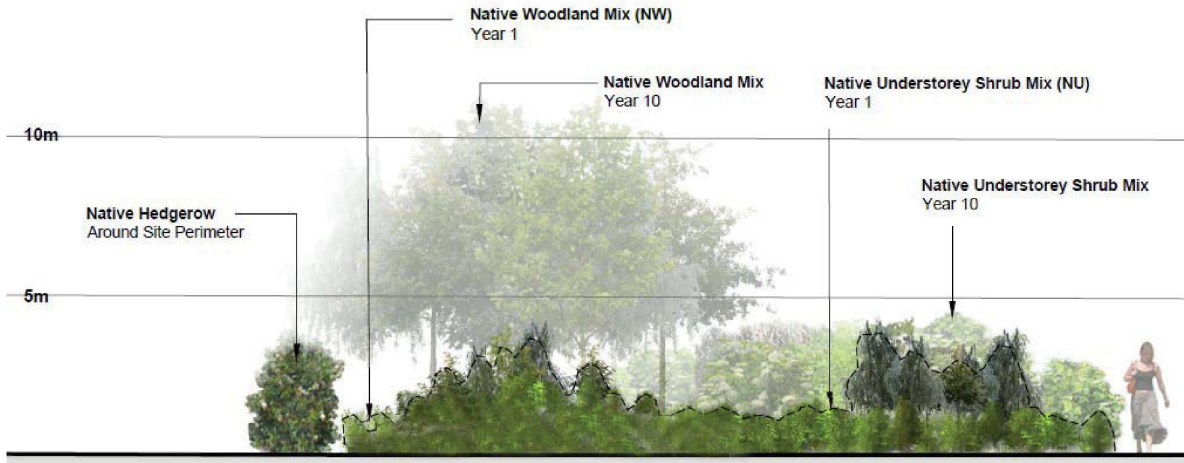 Native Woodland Mix (NW)
Year 1
Native Woodland Mix
Year 10
Native Understorey Shrub Mix (NU)
Year 1
10m
Native Understorey Shrub Mix
Year 10
Native Hedgerow
Around Site Perimeter
5m